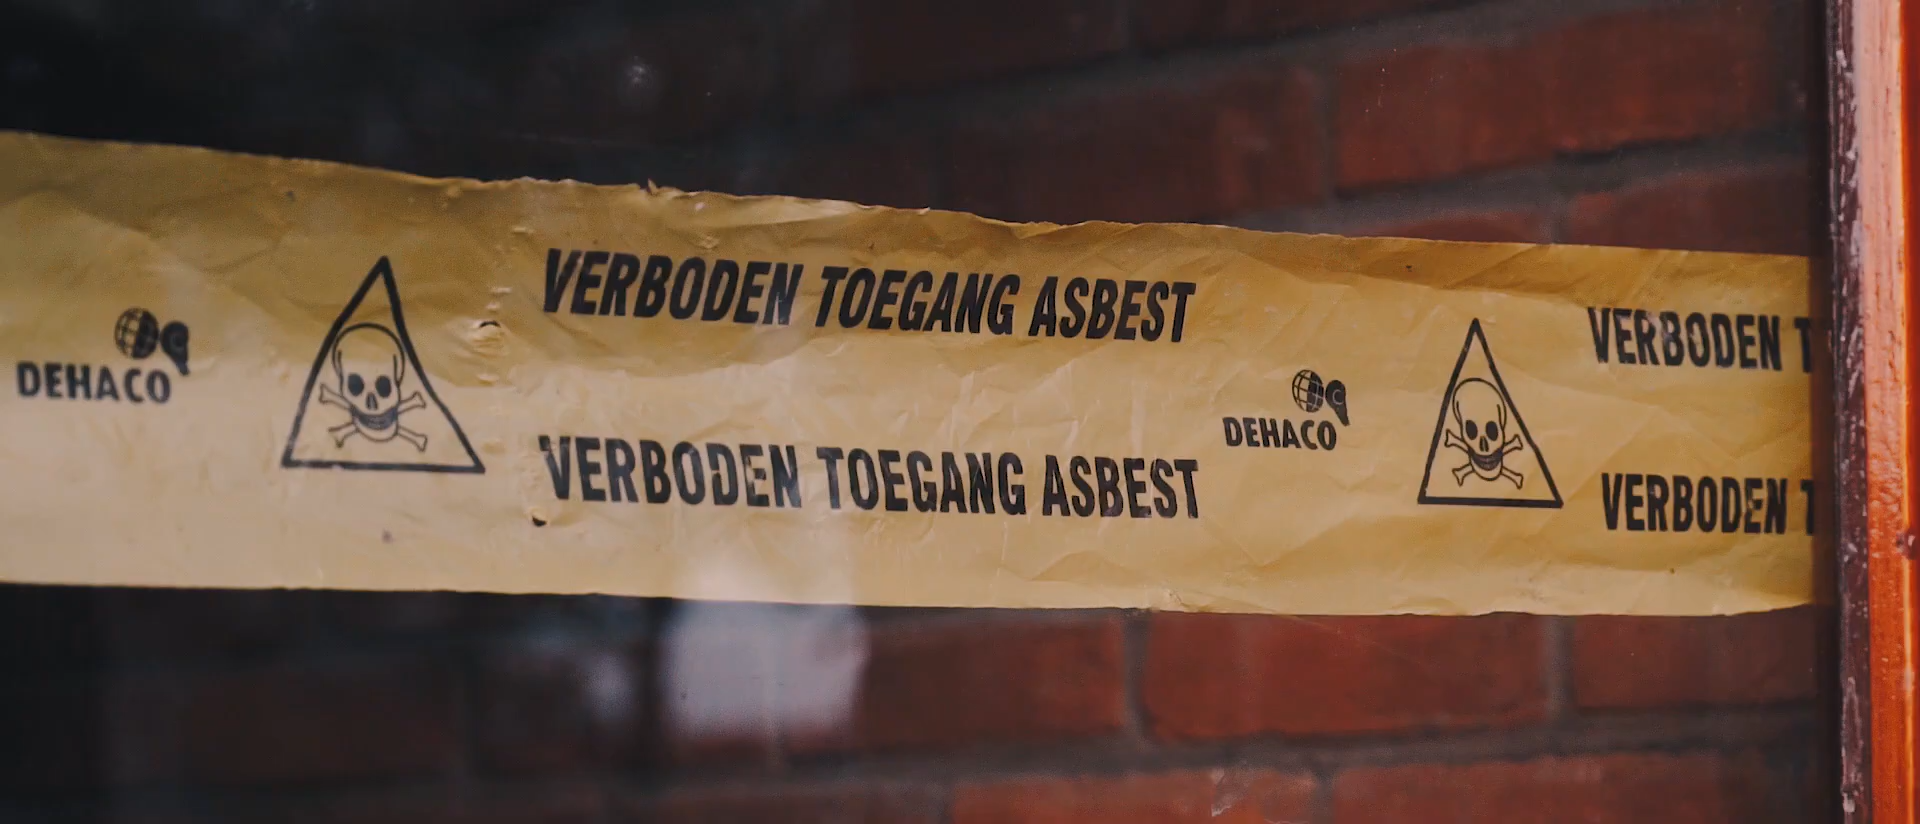 DEHACO
VERBODEN TOEGANG ASBEST
VERBODEN TOEGANG ASBEST
DEHACO
VERBODEN T
VERBODEN T